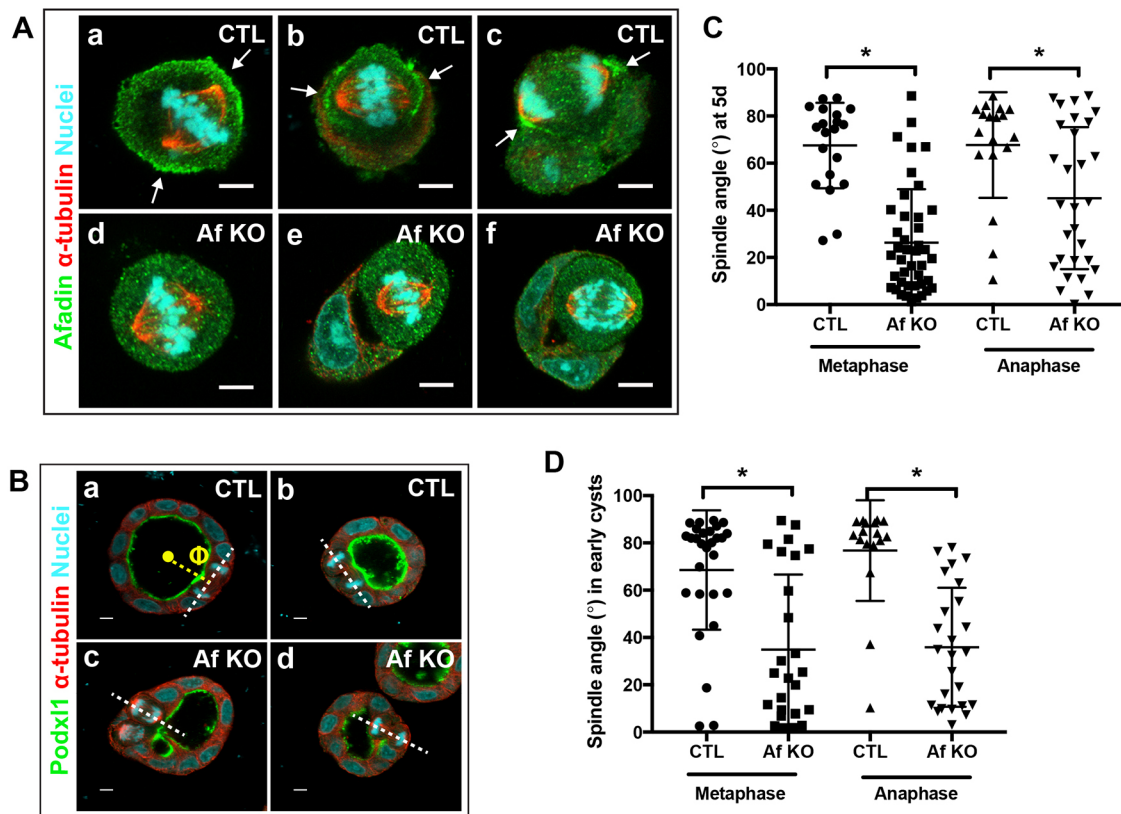 A
Afadin α-tubulin Nuclei
a
CTL
b
CTL
c
CTL
d
Af KO
e
Af KO
f
Af KO
B
Podxl1 α-tubulin Nuclei
a
CTL
Φ
b
CTL
c
Af KO
d
Af KO
C
Spindle angle (°) at 5d
100
80
60
40
20
0
*
*
CTL
Af KO
CTL
Af KO
Metaphase
Anaphase
D
Spindle angle (°) in early cysts
100
80
60
40
20
0
*
*
CTL
Af KO
CTL
Af KO
Metaphase
Anaphase